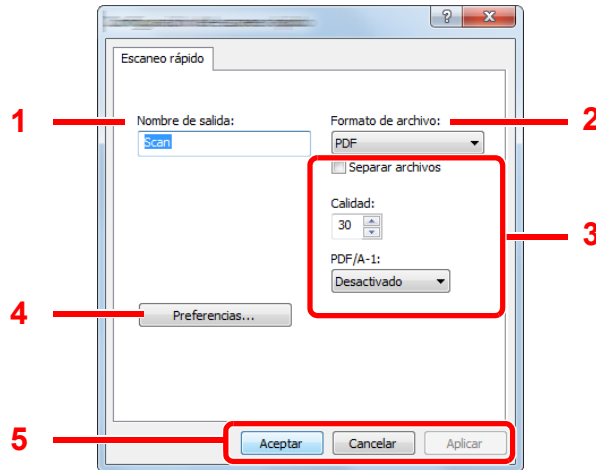 Escaneo rápido
1 Nombre de salida: Formato de archivo: 2
Scan PDF
Separar archivos
Calidad:
30
3
PDF/A-1:
Desactivado
4 Preferencias...
5 Aceptar Cancelar Aplicar